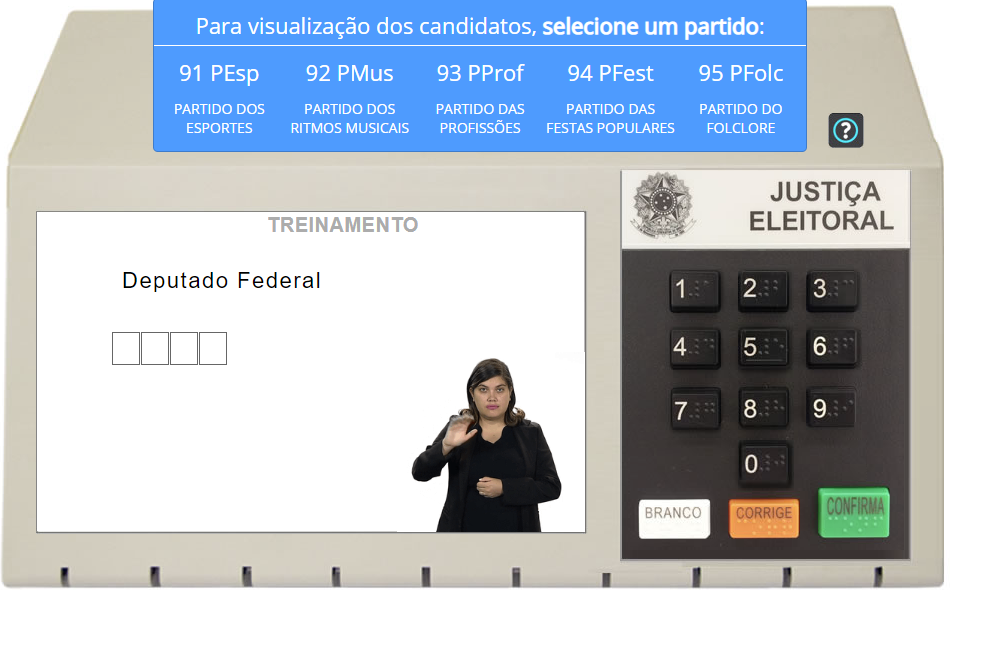 Para visualização dos candidatos, selecione um partido:
91 PEsp
92 PMus
93 PProf
94 PFest
95 PFolc
PARTIDO DOS
ESPORTES
PARTIDO DOS
RITMOS MUSICAIS
PARTIDO DAS
PROFISSÕES
PARTIDO DAS
FESTAS POPULARES
PARTIDO DO
FOLCLORE
?
TREINAMENTO
Deputado Federal
JUSTIÇA
ELEITORAL
1 2 3
4 5 6
7 8 9
0
BRANCO CORRIGE CONFIRMA